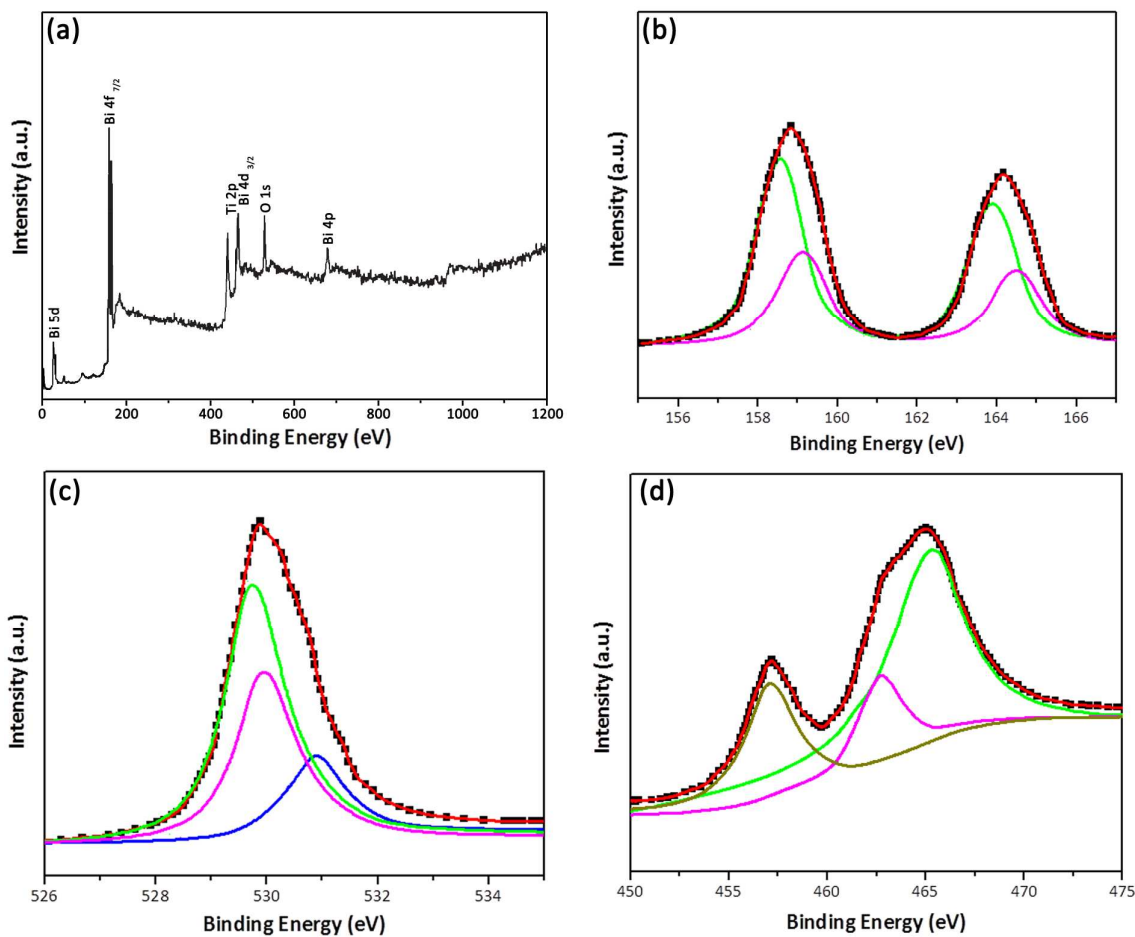 (a)
Intensity (a.u.)
Bi 5d
Bi 4f 7/2
Ti 2p
Bi 4d 3/2
O 1s
Bi 4p
0 200 400 600 800 1000 1200
Binding Energy (eV)
(b)
Intensity (a.u.)
156 158 160 162 164 166
Binding Energy (eV)
(c)
Intensity (a.u.)
526 528 530 532 534
Binding Energy (eV)
(d)
Intensity (a.u.)
450 455 460 465 470 475
Binding Energy (eV)